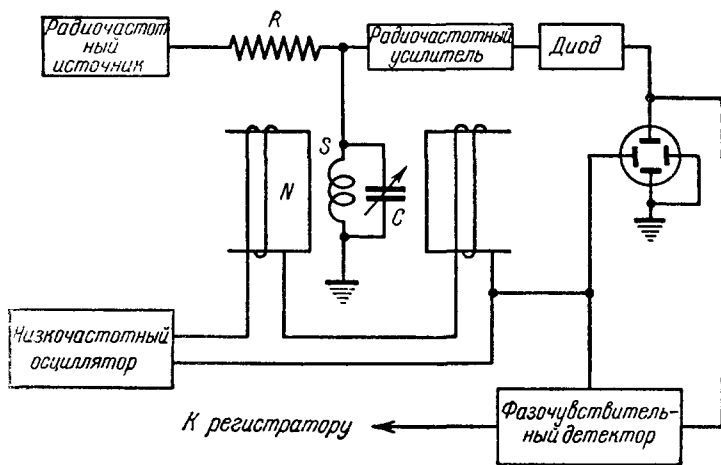 Радиочастот
ный
источник
R
Радиочастотный
усилитель
Диод
S
N
C
Низкочастотный
осциллятор
К регистратору
Фазочувствитель-
ный детектор